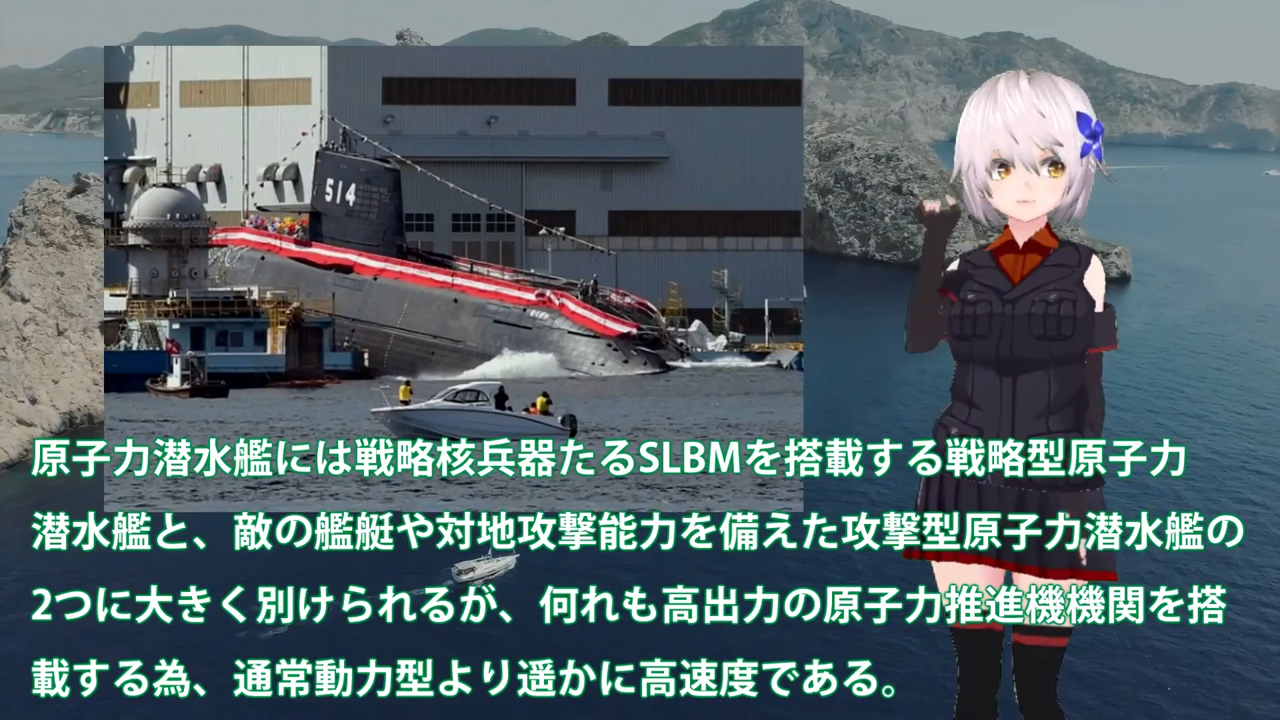 514
原子力潜水艦には戦略核兵器たるSLBMを搭載する戦略型原子力
潜水艦と、敵の艦艇や対地攻撃能力を備えた攻撃型原子力潜水艦の
2つに大きく別けられるが、何れも高出力の原子力推進機機関を搭
載する為、通常動力型より遥かに高速度である。